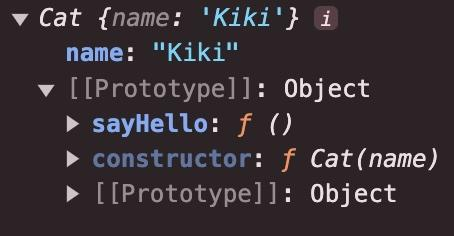 ▼ Cat {name: 'Kiki'} i
name: "Kiki"
▼ [[Prototype]]: Object
▶ sayHello: ƒ ()
▶ constructor: ƒ Cat(name)
▶ [[Prototype]]: Object